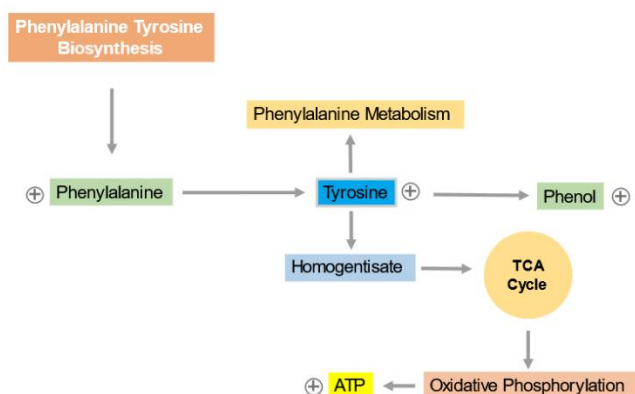 Phenylalanine Tyrosine
Biosynthesis
Phenylalanine Metabolism
⊕ Phenylalanine
Tyrosine ⊕
Phenol ⊕
Homogentisate
TCA
Cycle
⊕ ATP
Oxidative Phosphorylation